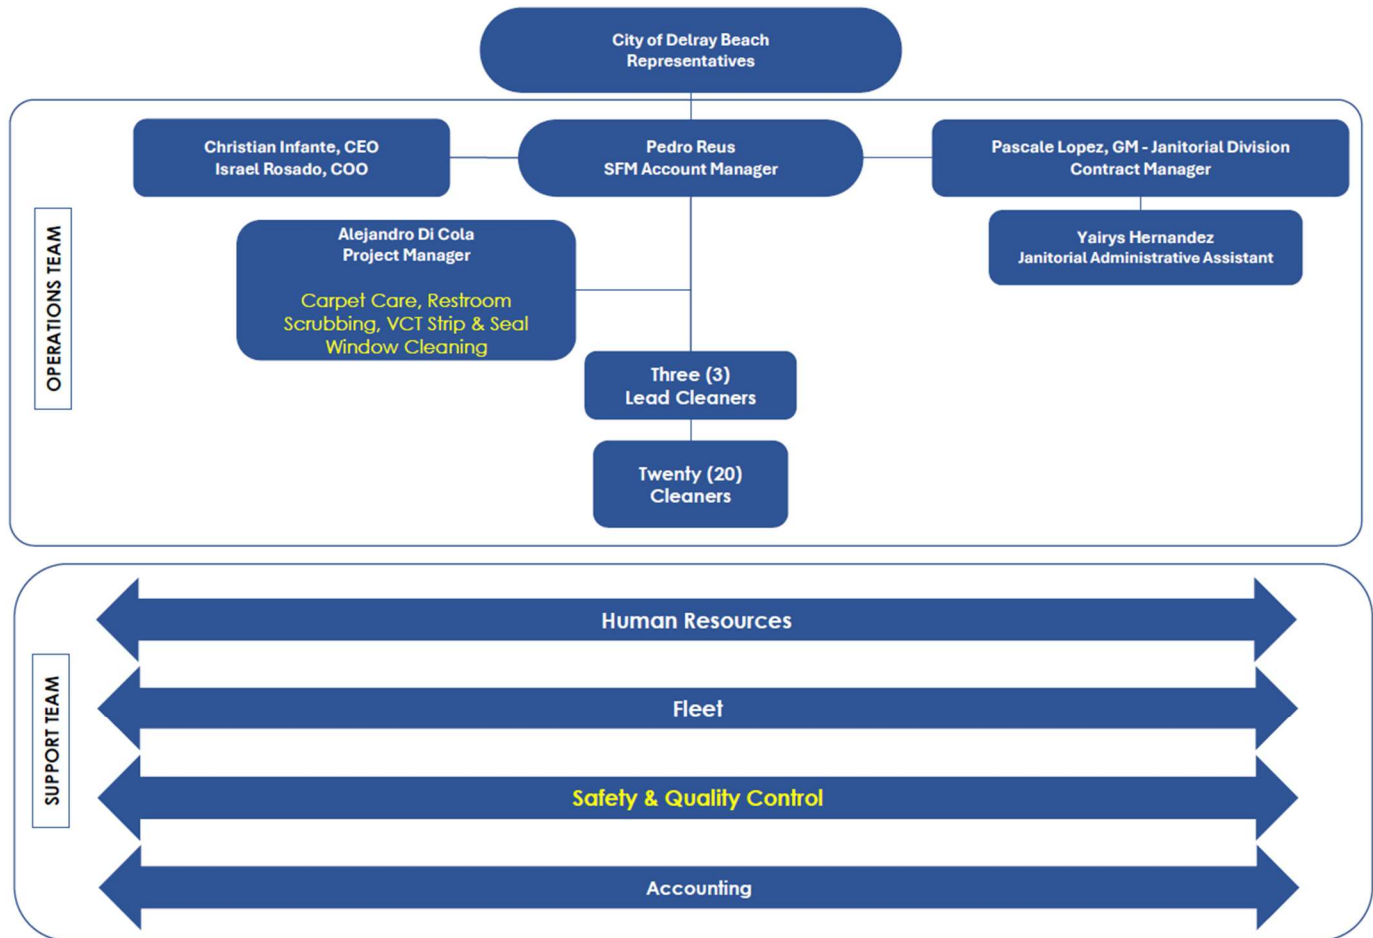 City of Delray Beach
Representatives
Christian Infante, CEO
Israel Rosado, COO
Pedro Reus
SFM Account Manager
Pascale Lopez, GM - Janitorial Division
Contract Manager
Yairys Hernandez
Janitorial Administrative Assistant
OPERATIONS TEAM
Alejandro Di Cola
Project Manager
Carpet Care, Restroom
Scrubbing, VCT Strip & Seal
Window Cleaning
Three (3)
Lead Cleaners
Twenty (20)
Cleaners
SUPPORT TEAM
Human Resources
Fleet
Safety & Quality Control
Accounting